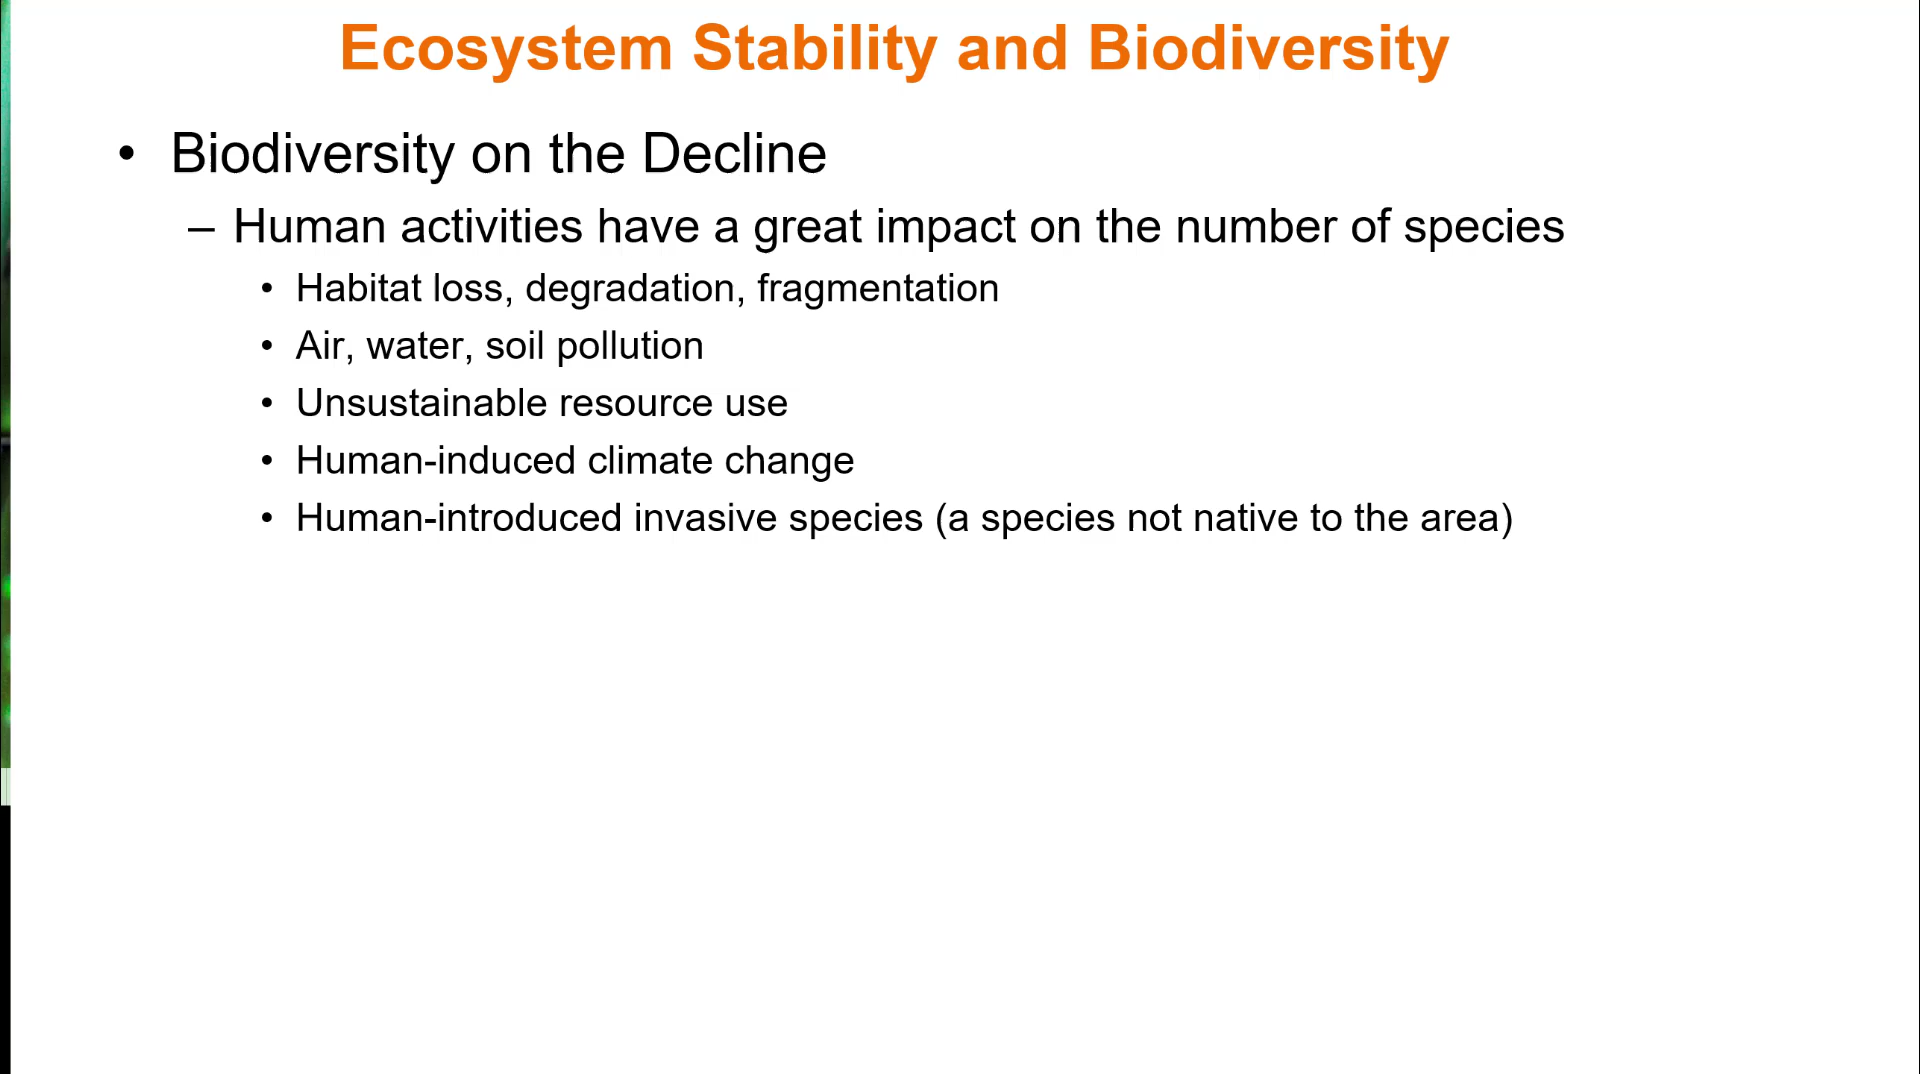 Ecosystem Stability and Biodiversity
• Biodiversity on the Decline
– Human activities have a great impact on the number of species
• Habitat loss, degradation, fragmentation
• Air, water, soil pollution
• Unsustainable resource use
• Human-induced climate change
• Human-introduced invasive species (a species not native to the area)